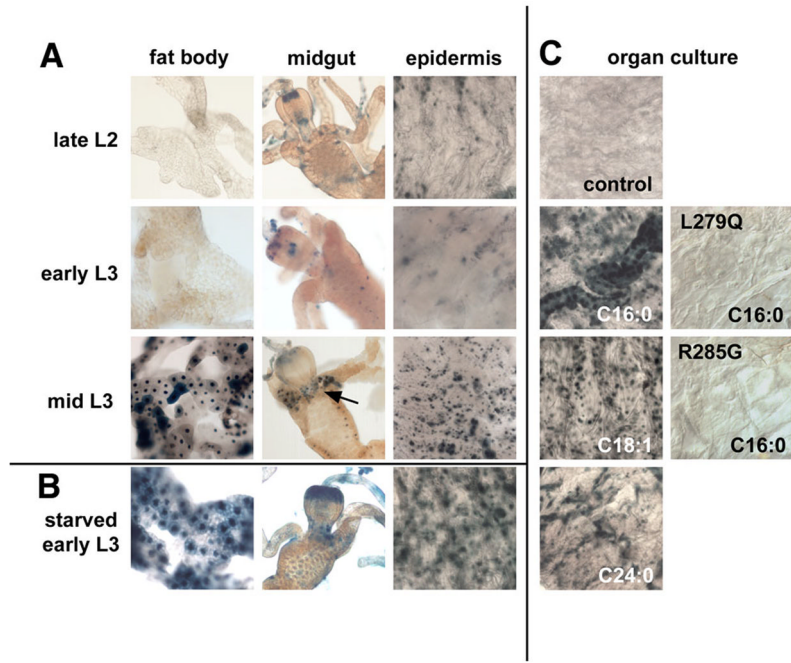 A
fat body
midgut
epidermis
late L2
early L3
mid L3
B
starved
early L3
C
organ culture
control
C16:0
L279Q
C16:0
C18:1
R285G
C16:0
C24:0